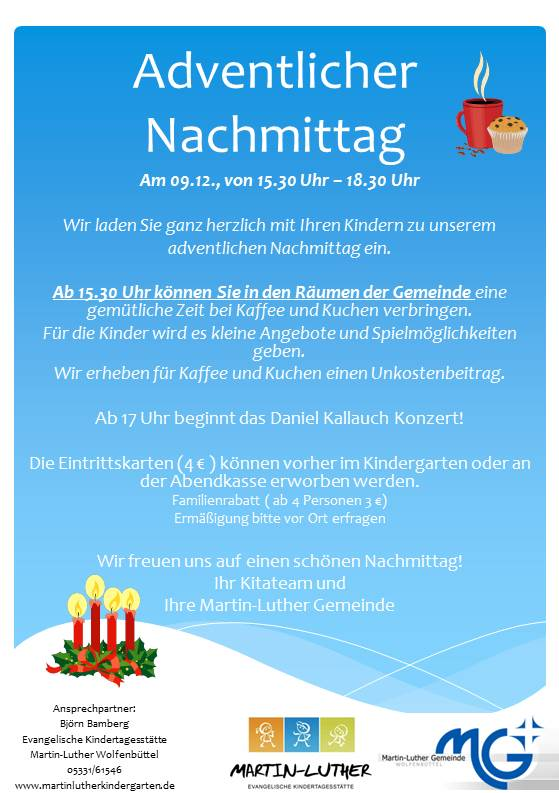 Adventlicher
Nachmittag
Am 09.12., von 15.30 Uhr – 18.30 Uhr
Wir laden Sie ganz herzlich mit Ihren Kindern zu unserem
adventlichen Nachmittag ein.
Ab 15.30 Uhr können Sie in den Räumen der Gemeinde eine
gemütliche Zeit bei Kaffee und Kuchen verbringen.
Für die Kinder wird es kleine Angebote und Spielmöglichkeiten
geben.
Wir erheben für Kaffee und Kuchen einen Unkostenbeitrag.
Ab 17 Uhr beginnt das Daniel Kallauch Konzert!
Die Eintrittskarten (4 € ) können vorher im Kindergarten oder an
der Abendkasse erworben werden.
Familienrabatt ( ab 4 Personen 3 €)
Ermäßigung bitte vor Ort erfragen
Wir freuen uns auf einen schönen Nachmittag!
Ihr Kitateam und
Ihre Martin-Luther Gemeinde
Ansprechpartner:
Björn Bamberg
Evangelische Kindertagesstätte
Martin-Luther Wolfenbüttel
05331/61546
www.martinlutherkindergarten.de
MARTIN-LUTHER
EVANGELISCHE KINDERTAGESSTÄTTE
Martin-Luther Gemeinde
WOLFENBÜTTEL
MG